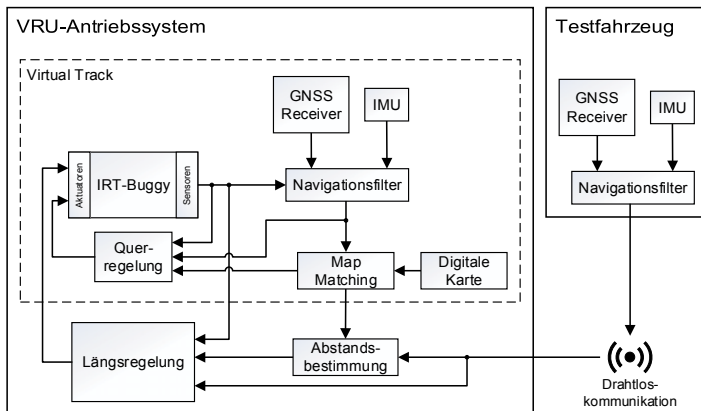 VRU-Antriebssystem
Testfahrzeug
Virtual Track
GNSS
Receiver
IMU
GNSS
Receiver
IMU
Aktuatoren
IRT-Buggy
Sensoren
Navigationsfilter
Navigationsfilter
Quer-
regelung
Map
Matching
Digitale
Karte
Längsregelung
Abstands-
bestimmung
Drahtlos-
kommunikation